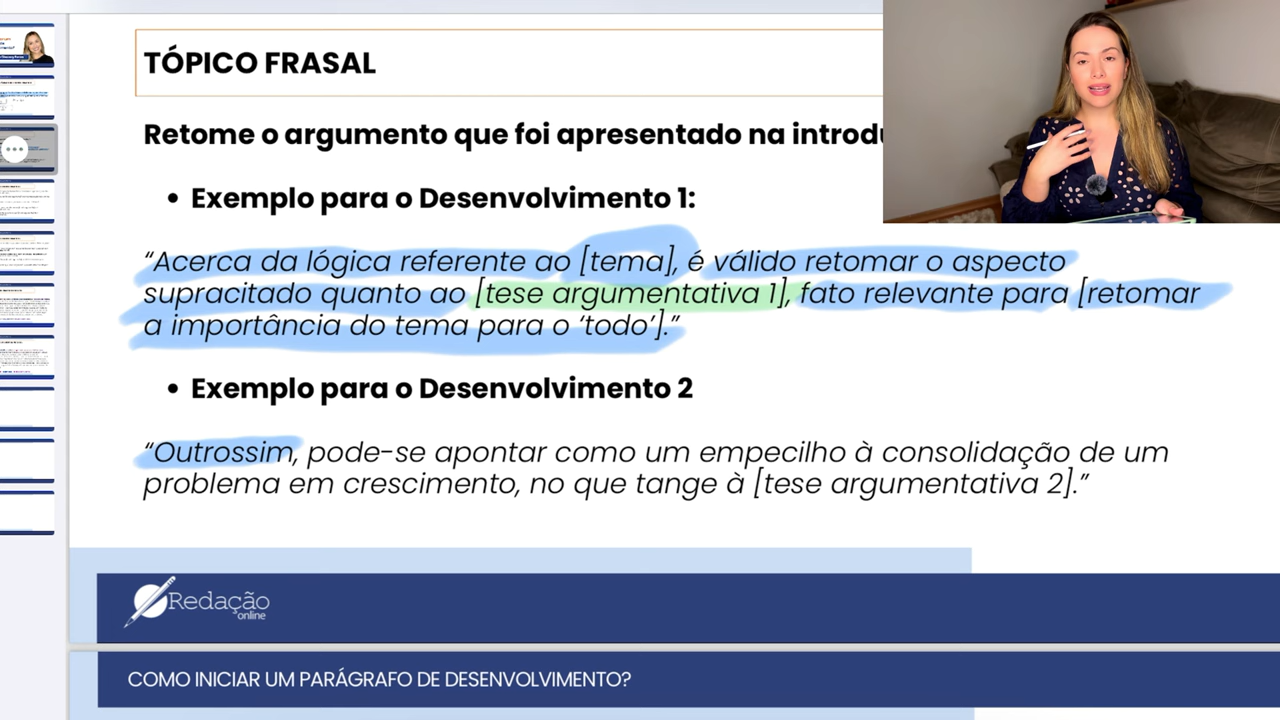 TÓPICO FRASAL
Retome o argumento que foi apresentado na
• Exemplo para o Desenvolvimento 1:
“Acerca da lógica referente ao [tema], é válido retomar o aspecto
supracitado quanto ao [tese argumentativa 1], fato relevante para [retomar
a importância do tema para o ‘todo’].”
• Exemplo para o Desenvolvimento 2
“Outrossim, pode-se apontar como um empecilho à consolidação de um
problema em crescimento, no que tange à [tese argumentativa 2].”
Redação
online
COMO INICIAR UM PARÁGRAFO DE DESENVOLVIMENTO?